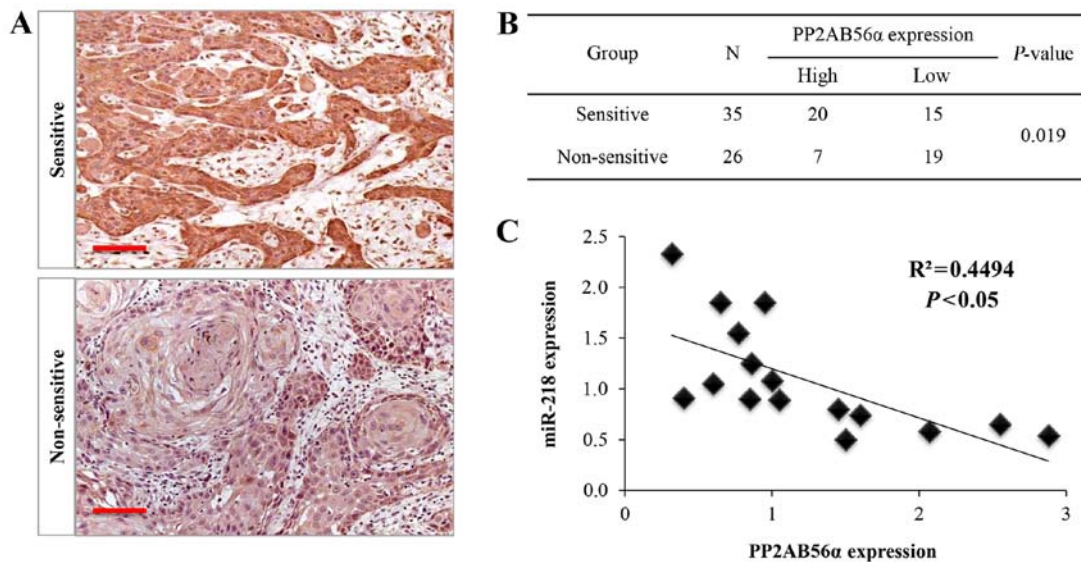 A
Sensitive
Non-sensitive
B
Group N PP2AB56α expression P-value
High Low
Sensitive 35 20 15
0.019
Non-sensitive 26 7 19
C
R²=0.4494
P<0.05
miR-218 expression
2.5
2.0
1.5
1.0
0.5
0.0
0 1 2 3
PP2AB56α expression